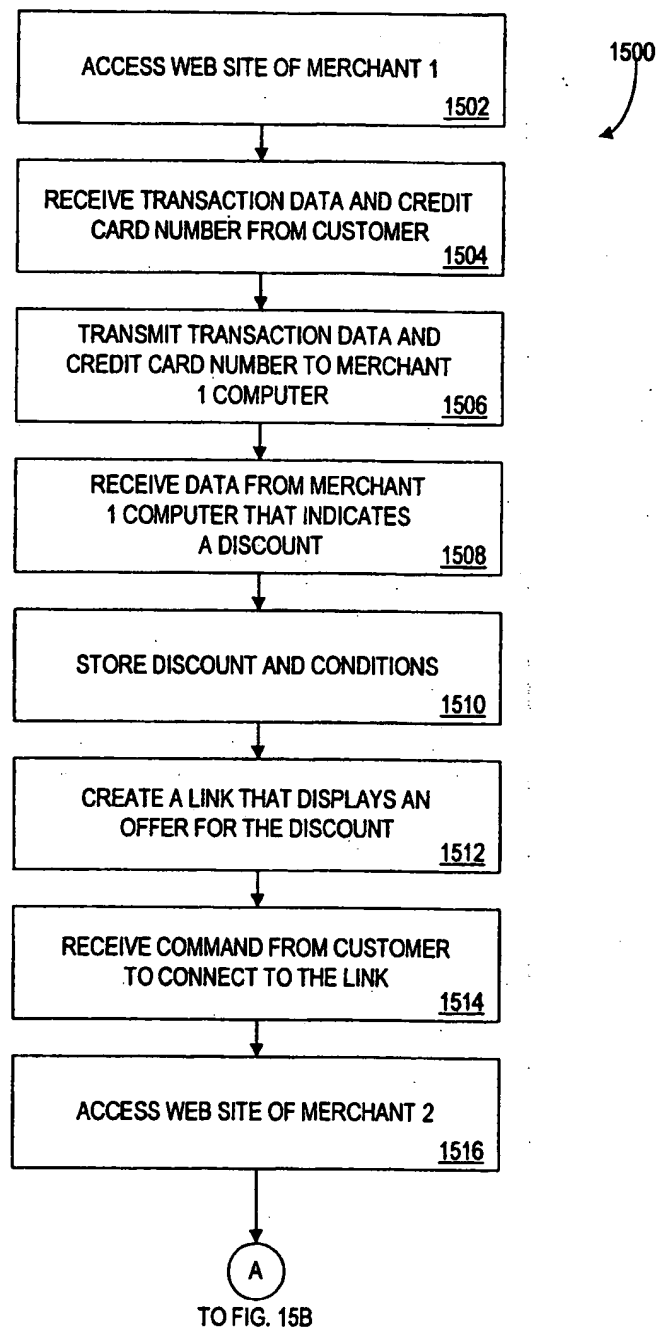 1500
ACCESS WEB SITE OF MERCHANT 1
1502
RECEIVE TRANSACTION DATA AND CREDIT
CARD NUMBER FROM CUSTOMER
1504
TRANSMIT TRANSACTION DATA AND
CREDIT CARD NUMBER TO MERCHANT
1 COMPUTER
1506
RECEIVE DATA FROM MERCHANT
1 COMPUTER THAT INDICATES
A DISCOUNT
1508
STORE DISCOUNT AND CONDITIONS
1510
CREATE A LINK THAT DISPLAYS AN
OFFER FOR THE DISCOUNT
1512
RECEIVE COMMAND FROM CUSTOMER
TO CONNECT TO THE LINK
1514
ACCESS WEB SITE OF MERCHANT 2
1516
A
TO FIG. 15B